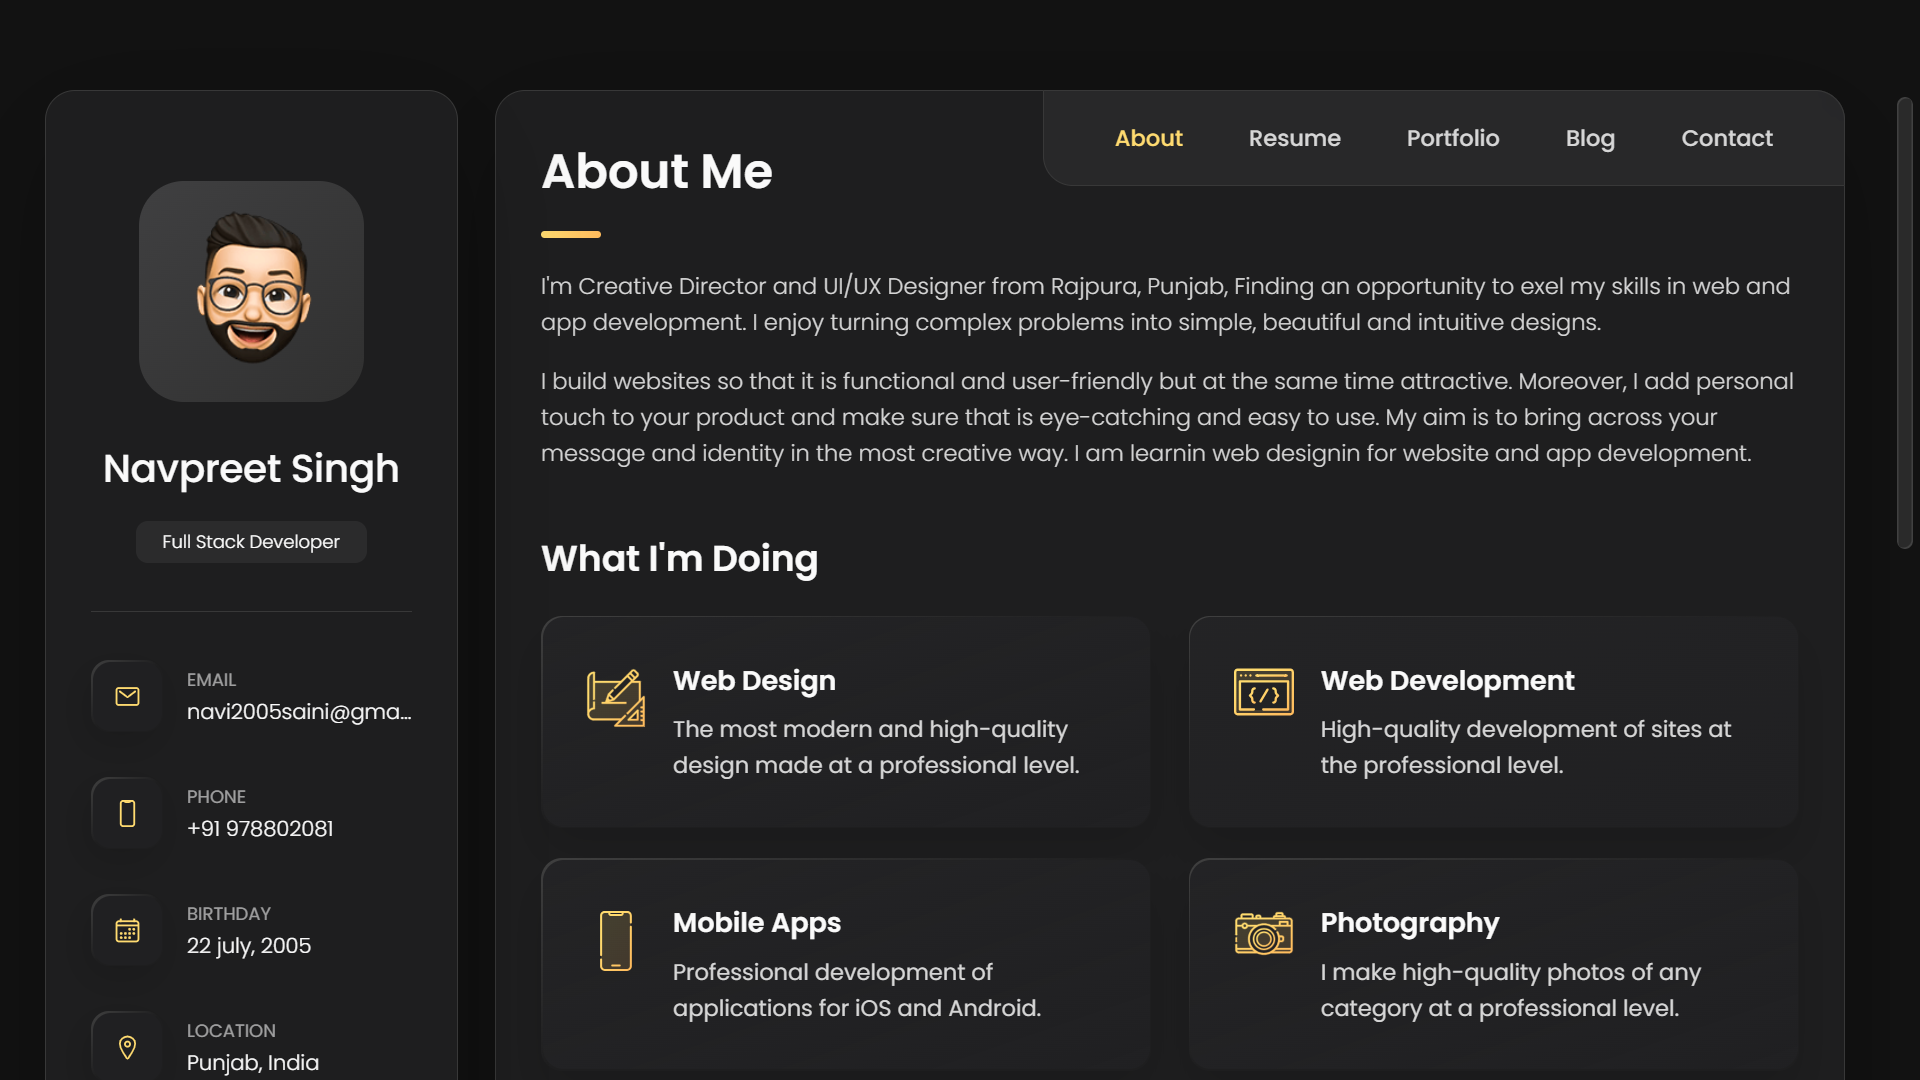 Navpreet Singh
Full Stack Developer
EMAIL
navi2005saini@gma...
PHONE
+91 978802081
BIRTHDAY
22 july, 2005
LOCATION
Punjab, India
About
Resume
Portfolio
Blog
Contact
About Me
I'm Creative Director and UI/UX Designer from Rajpura, Punjab, Finding an opportunity to exel my skills in web and
app development. I enjoy turning complex problems into simple, beautiful and intuitive designs.
I build websites so that it is functional and user-friendly but at the same time attractive. Moreover, I add personal
touch to your product and make sure that is eye-catching and easy to use. My aim is to bring across your
message and identity in the most creative way. I am learnin web designin for website and app development.
What I'm Doing
Web Design
The most modern and high-quality
design made at a professional level.
Web Development
High-quality development of sites at
the professional level.
Mobile Apps
Professional development of
applications for iOS and Android.
Photography
I make high-quality photos of any
category at a professional level.